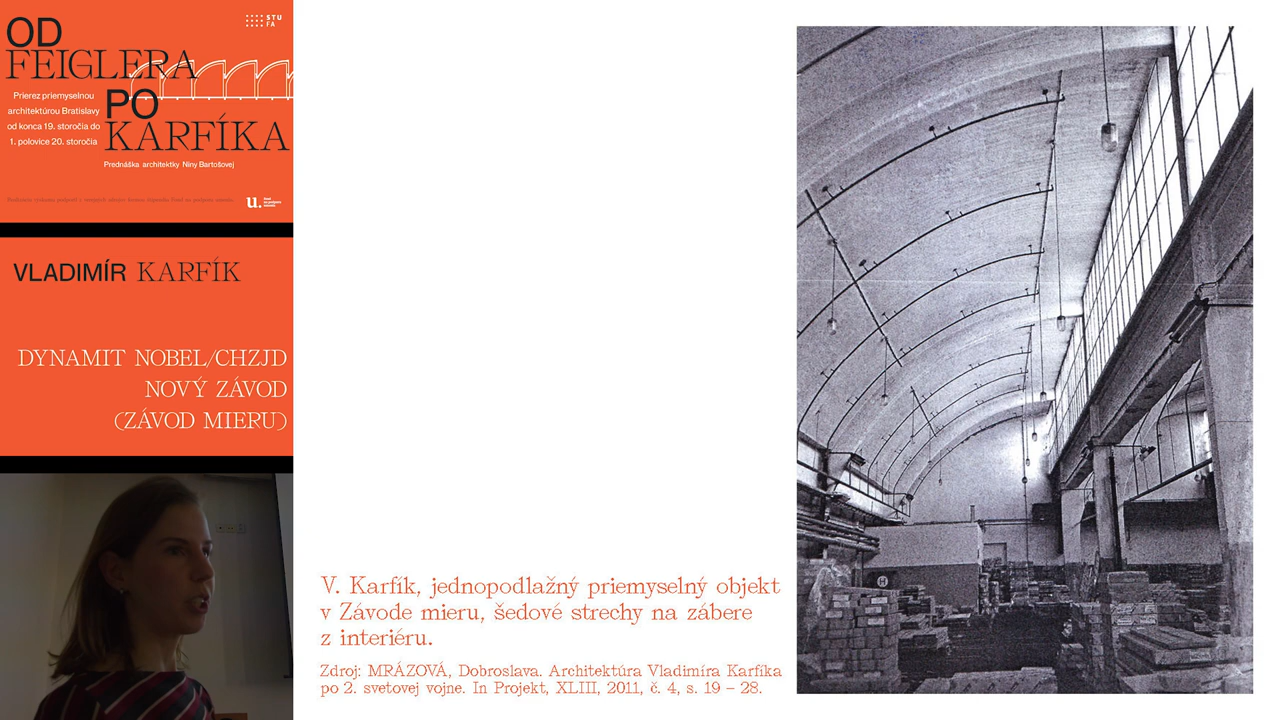 STU
FA
OD
FEIGLERA
PO
KARFÍKA
Prierez priemyselnou
architektúrou Bratislavy
od konca 19. storočia do
1. polovice 20. storočia
Prednáška architektky Niny Bartošovej
u.
VLADIMÍR KARFÍK
DYNAMIT NOBEL/CHZJD
NOVÝ ZÁVOD
(ZÁVOD MIERU)
V. Karfík, jednopodlažný priemyselný objekt
v Závode mieru, šedové strechy na zábere
z interiéru.
Zdroj: MRÁZOVÁ, Dobroslava. Architektúra Vladimíra Karfíka
po 2. svetovej vojne. In Projekt, XLIII, 2011, č. 4, s. 19 – 28.
H